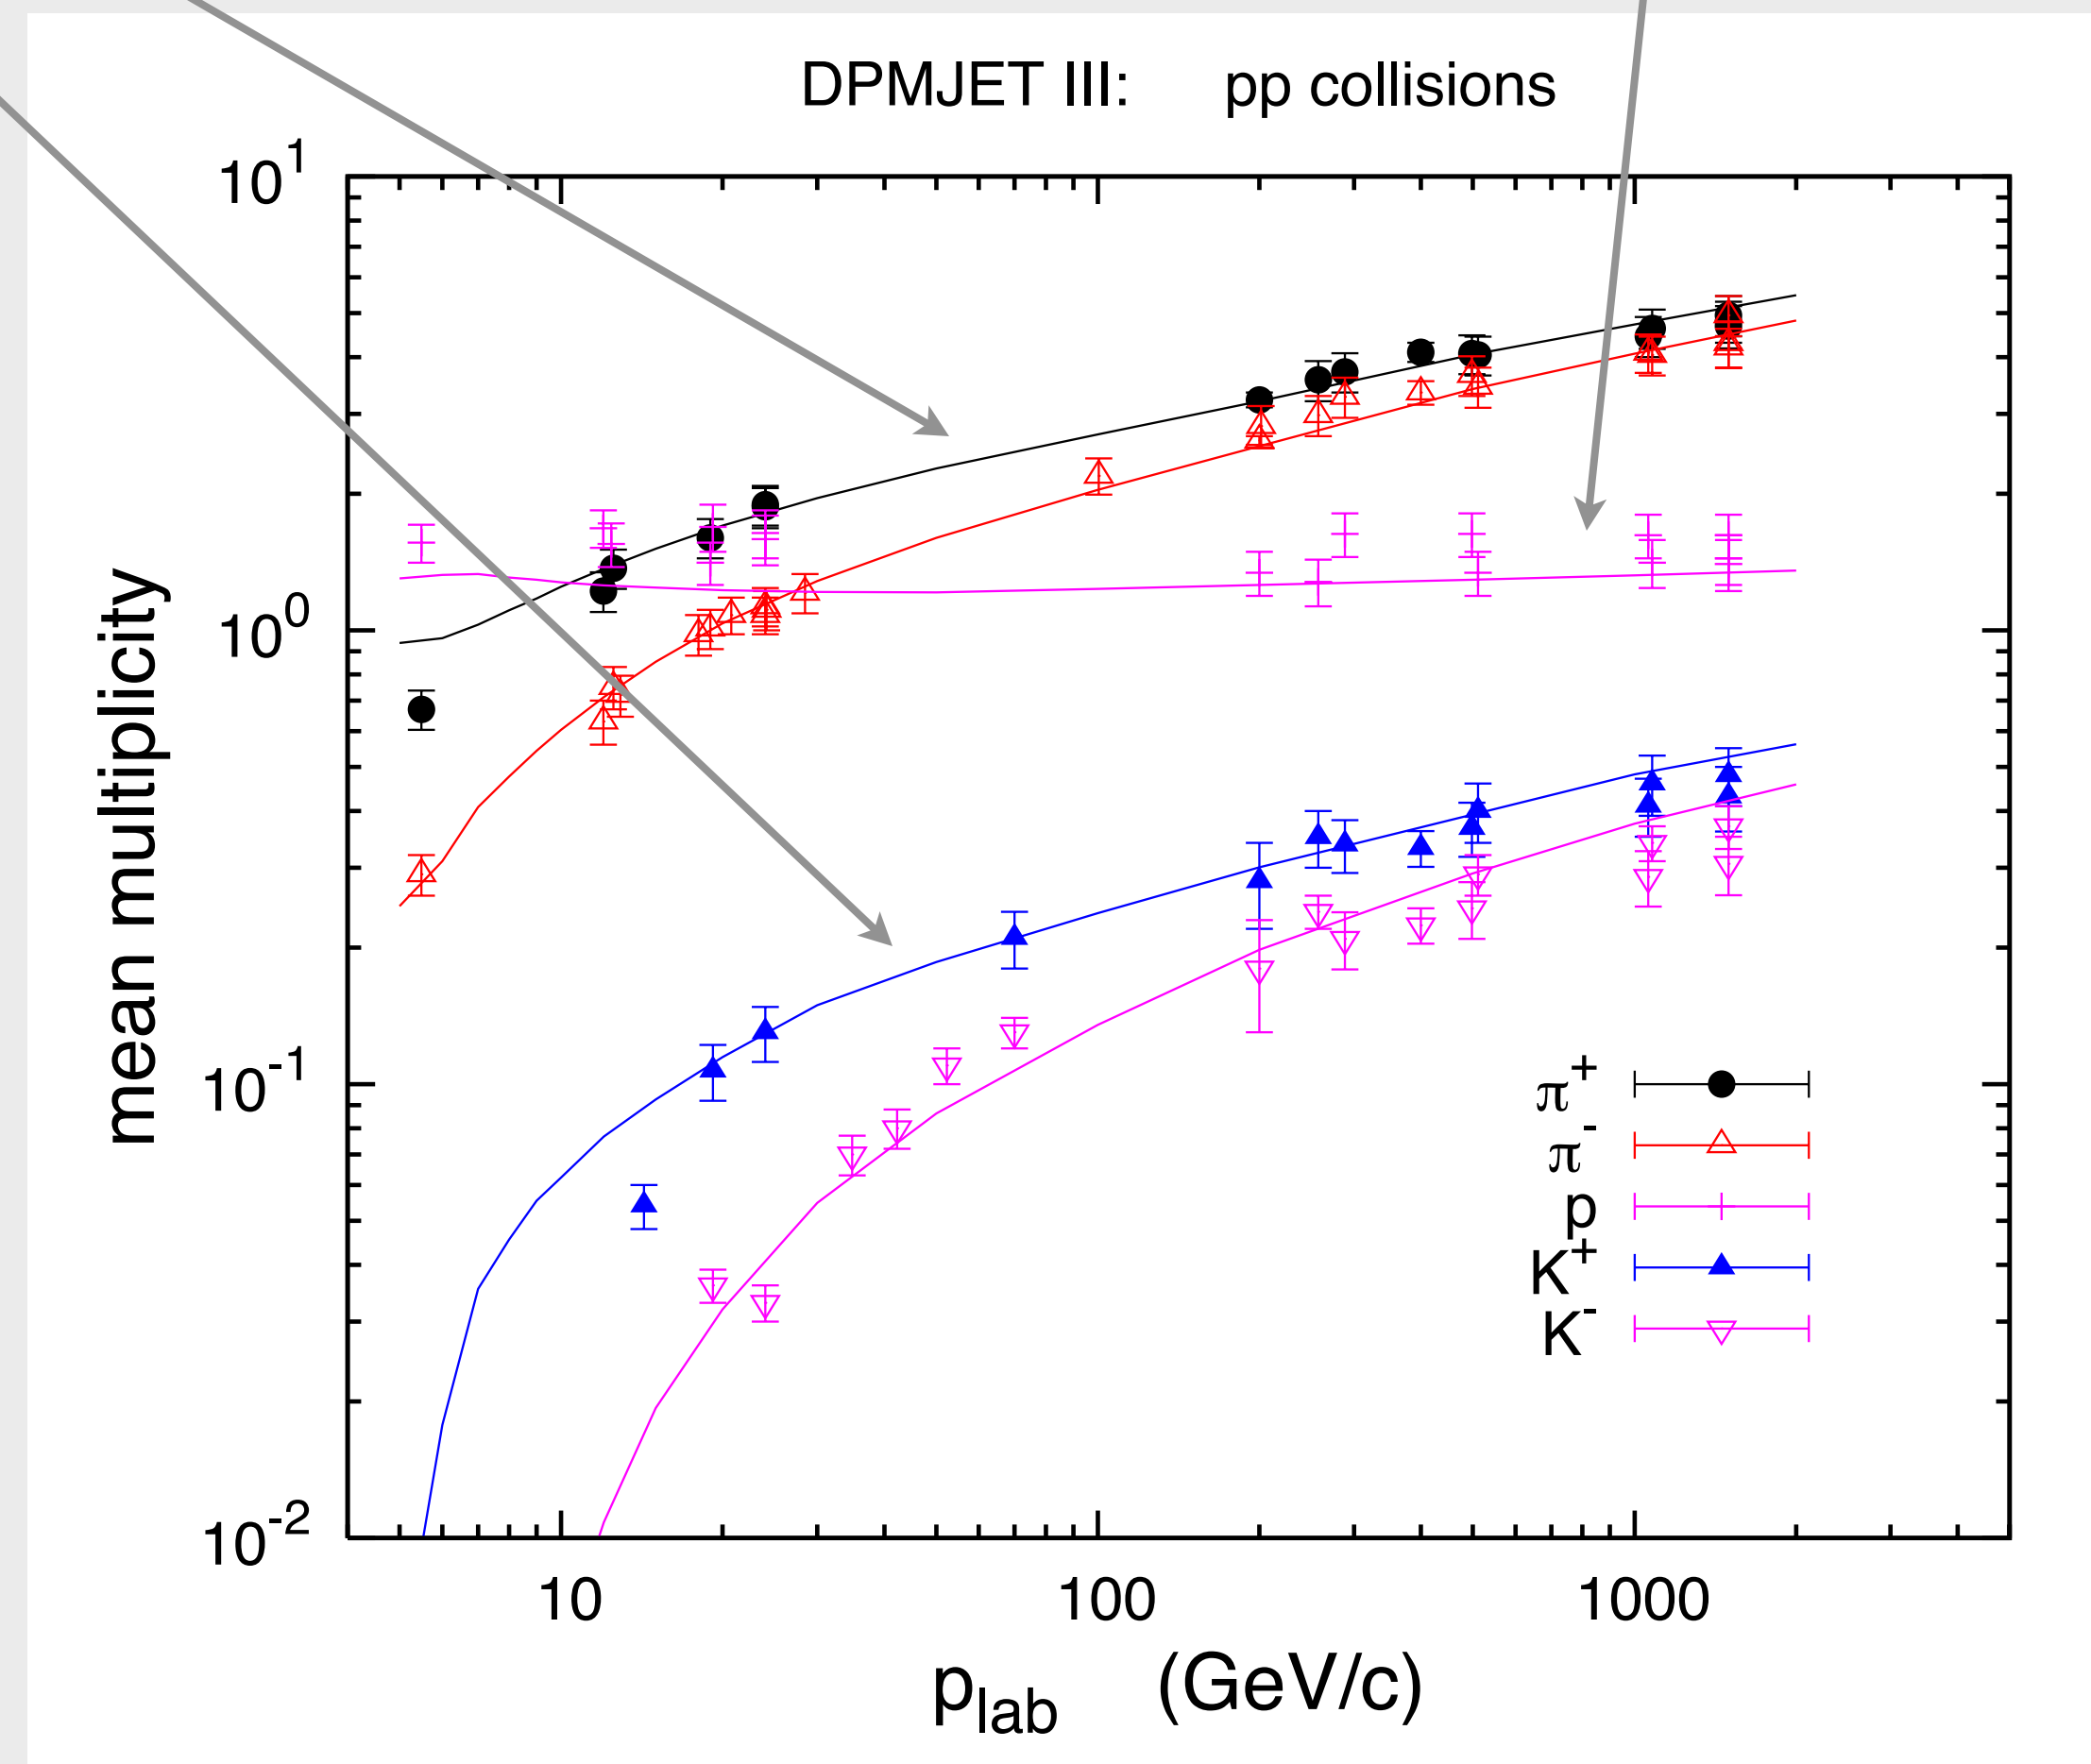 DPMJET III: pp collisions
10^1
10^0
10^-1
10^-2
mean multiplicity
π^+
π^-
p
K^+
K^-
10 100 1000
p_lab (GeV/c)